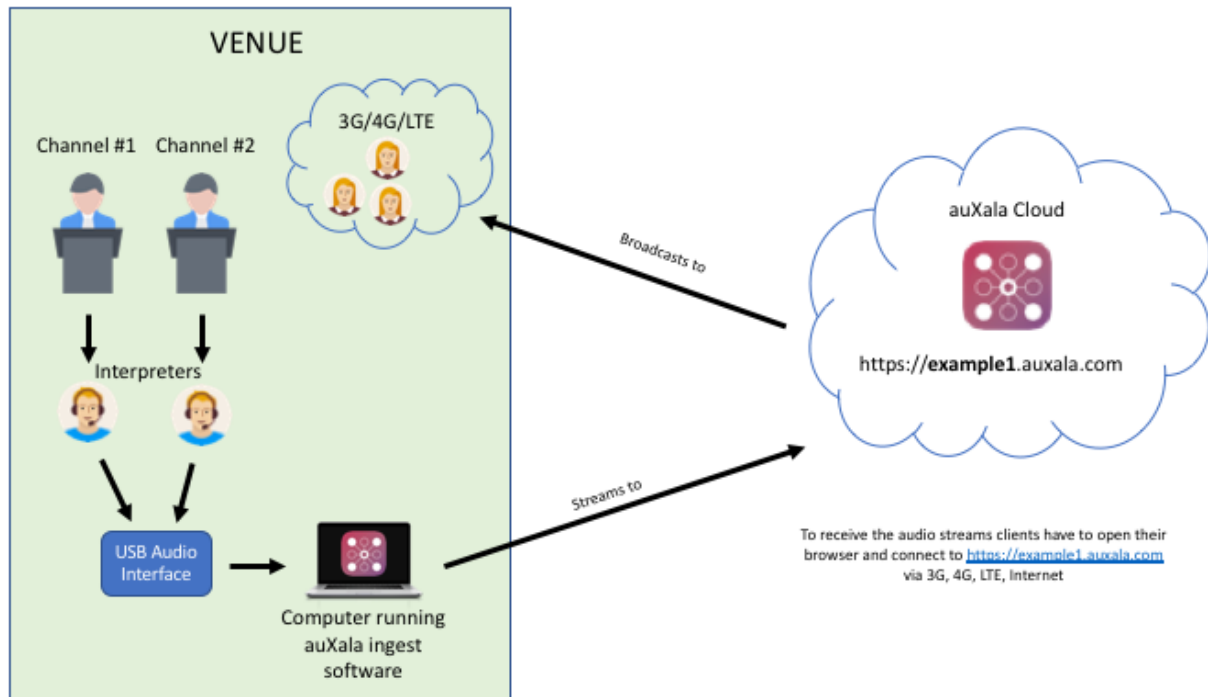 VENUE
3G/4G/LTE
Channel #1
Channel #2
Interpreters
USB Audio
Interface
Computer running
auXala ingest
software
Broadcasts to
Streams to
auXala Cloud
https://example1.auxala.com
To receive the audio streams clients have to open their
browser and connect to https://example1.auxala.com
via 3G, 4G, LTE, Internet